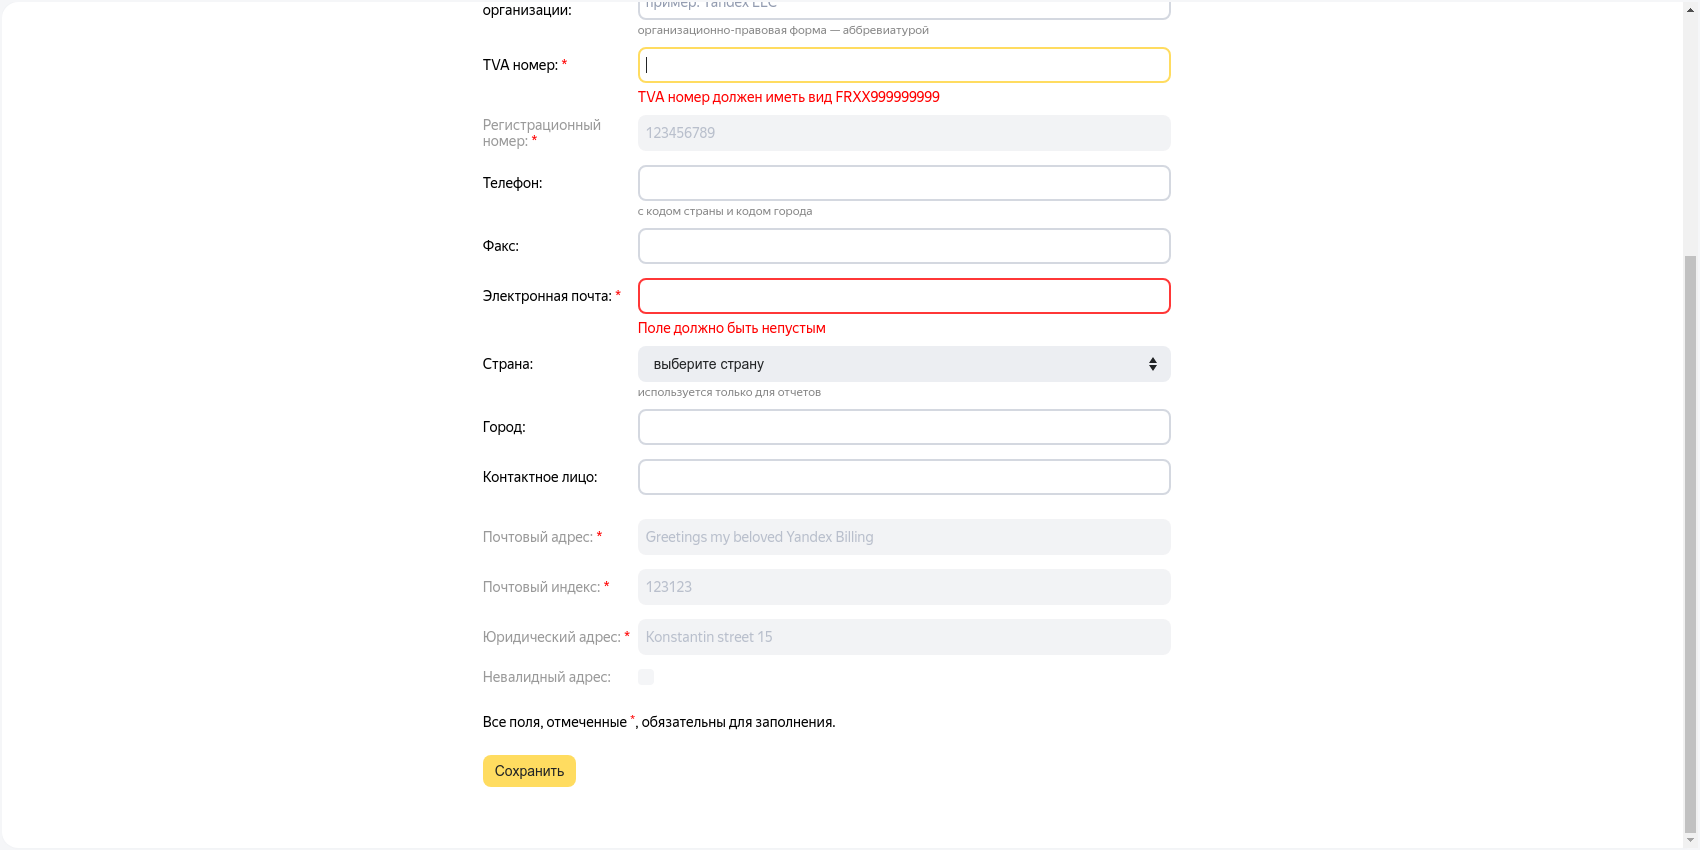 организации:
пример: Yandex LLC
организационно-правовая форма — аббревиатурой
TVA номер: *
TVA номер должен иметь вид FRXX999999999
Регистрационный
номер: *
123456789
Телефон:
с кодом страны и кодом города
Факс:
Электронная почта: *
Поле должно быть непустым
Страна:
выберите страну
используется только для отчетов
Город:
Контактное лицо:
Почтовый адрес: *
Greetings my beloved Yandex Billing
Почтовый индекс: *
123123
Юридический адрес: *
Konstantin street 15
Невалидный адрес:
Все поля, отмеченные *, обязательны для заполнения.
Сохранить